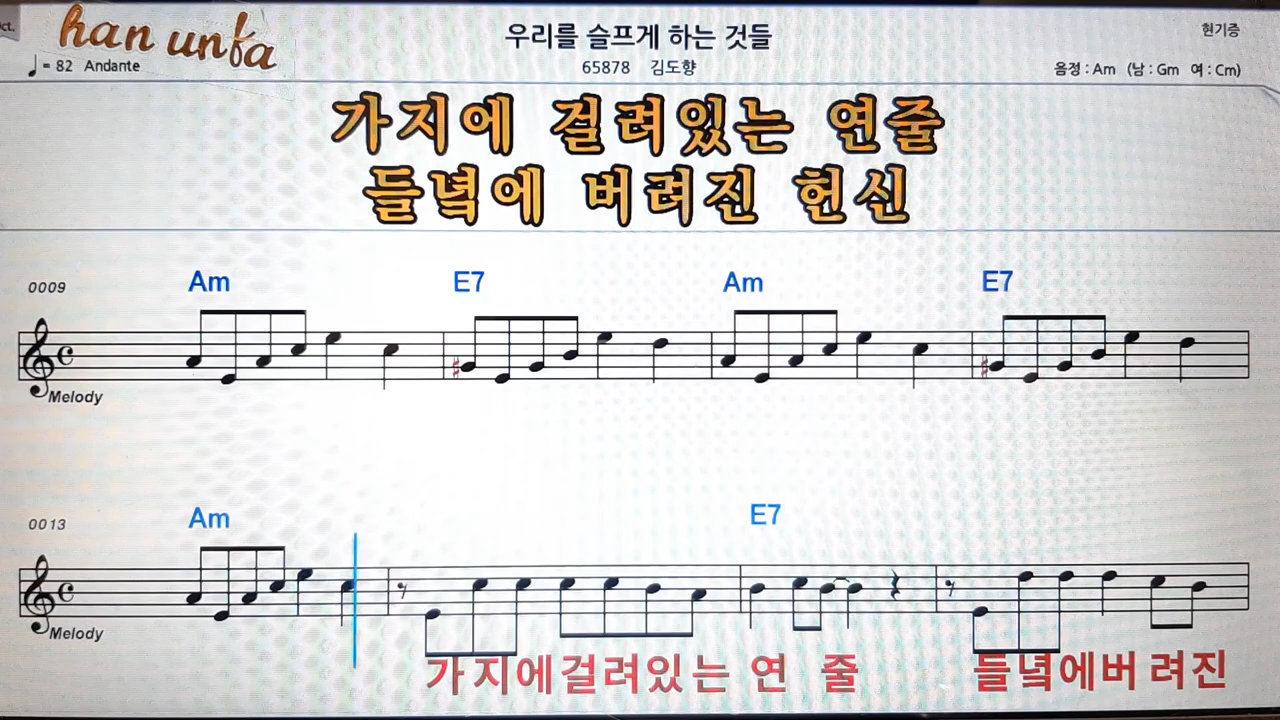 ct.
han unfa
우리를 슬프게 하는 것들
현기증
♩= 82 Andante
65878 김도향
음정 : Am (남 : Gm 여 : Cm)
가지에 걸려있는 연줄
들녘에 버려진 헌신
0009
Am E7 Am E7
Melody
0013
Am E7
Melody
가지에걸려있는 연 줄 들녘에버 려진